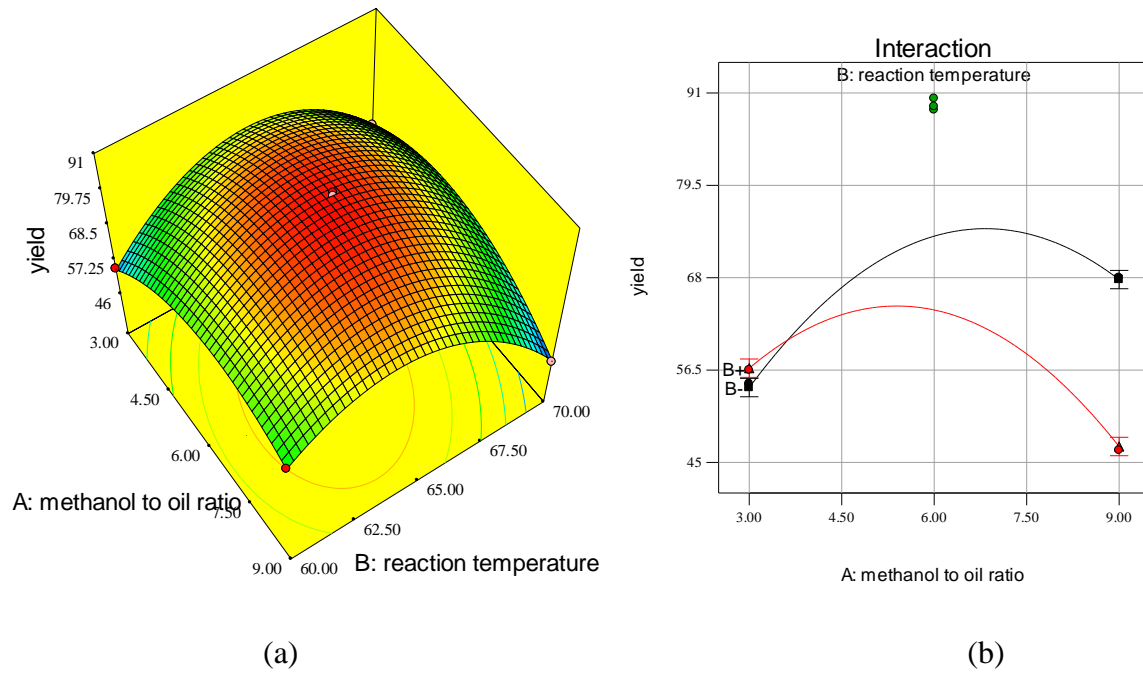 91
79.75
68.5
57.25
46
yield
3.00
4.50
6.00
7.50
9.00
A: methanol to oil ratio
60.00
62.50
65.00
67.50
70.00
B: reaction temperature
(a)
Interaction
B: reaction temperature
91
79.5
68
56.5
45
yield
B+
B-
3.00
4.50
6.00
7.50
9.00
A: methanol to oil ratio
(b)